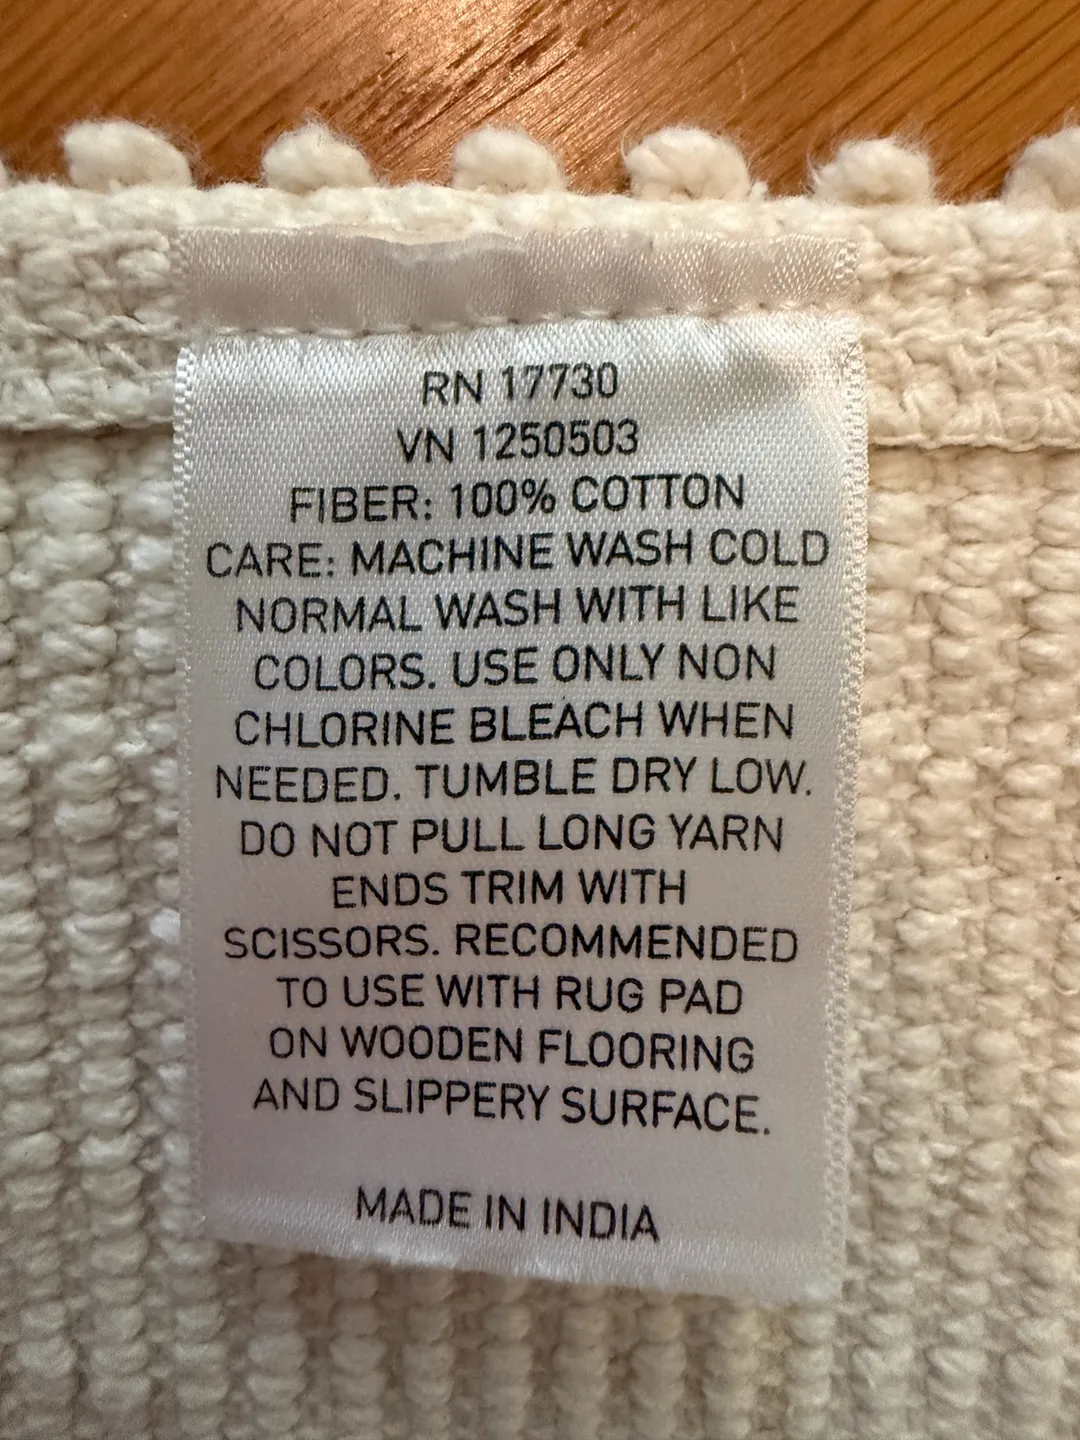 RN 17730
VN 1250503
FIBER: 100% COTTON
CARE: MACHINE WASH COLD
NORMAL WASH WITH LIKE
COLORS. USE ONLY NON
CHLORINE BLEACH WHEN
NEEDED. TUMBLE DRY LOW.
DO NOT PULL LONG YARN
ENDS TRIM WITH
SCISSORS. RECOMMENDED
TO USE WITH RUG PAD
ON WOODEN FLOORING
AND SLIPPERY SURFACE.
MADE IN INDIA